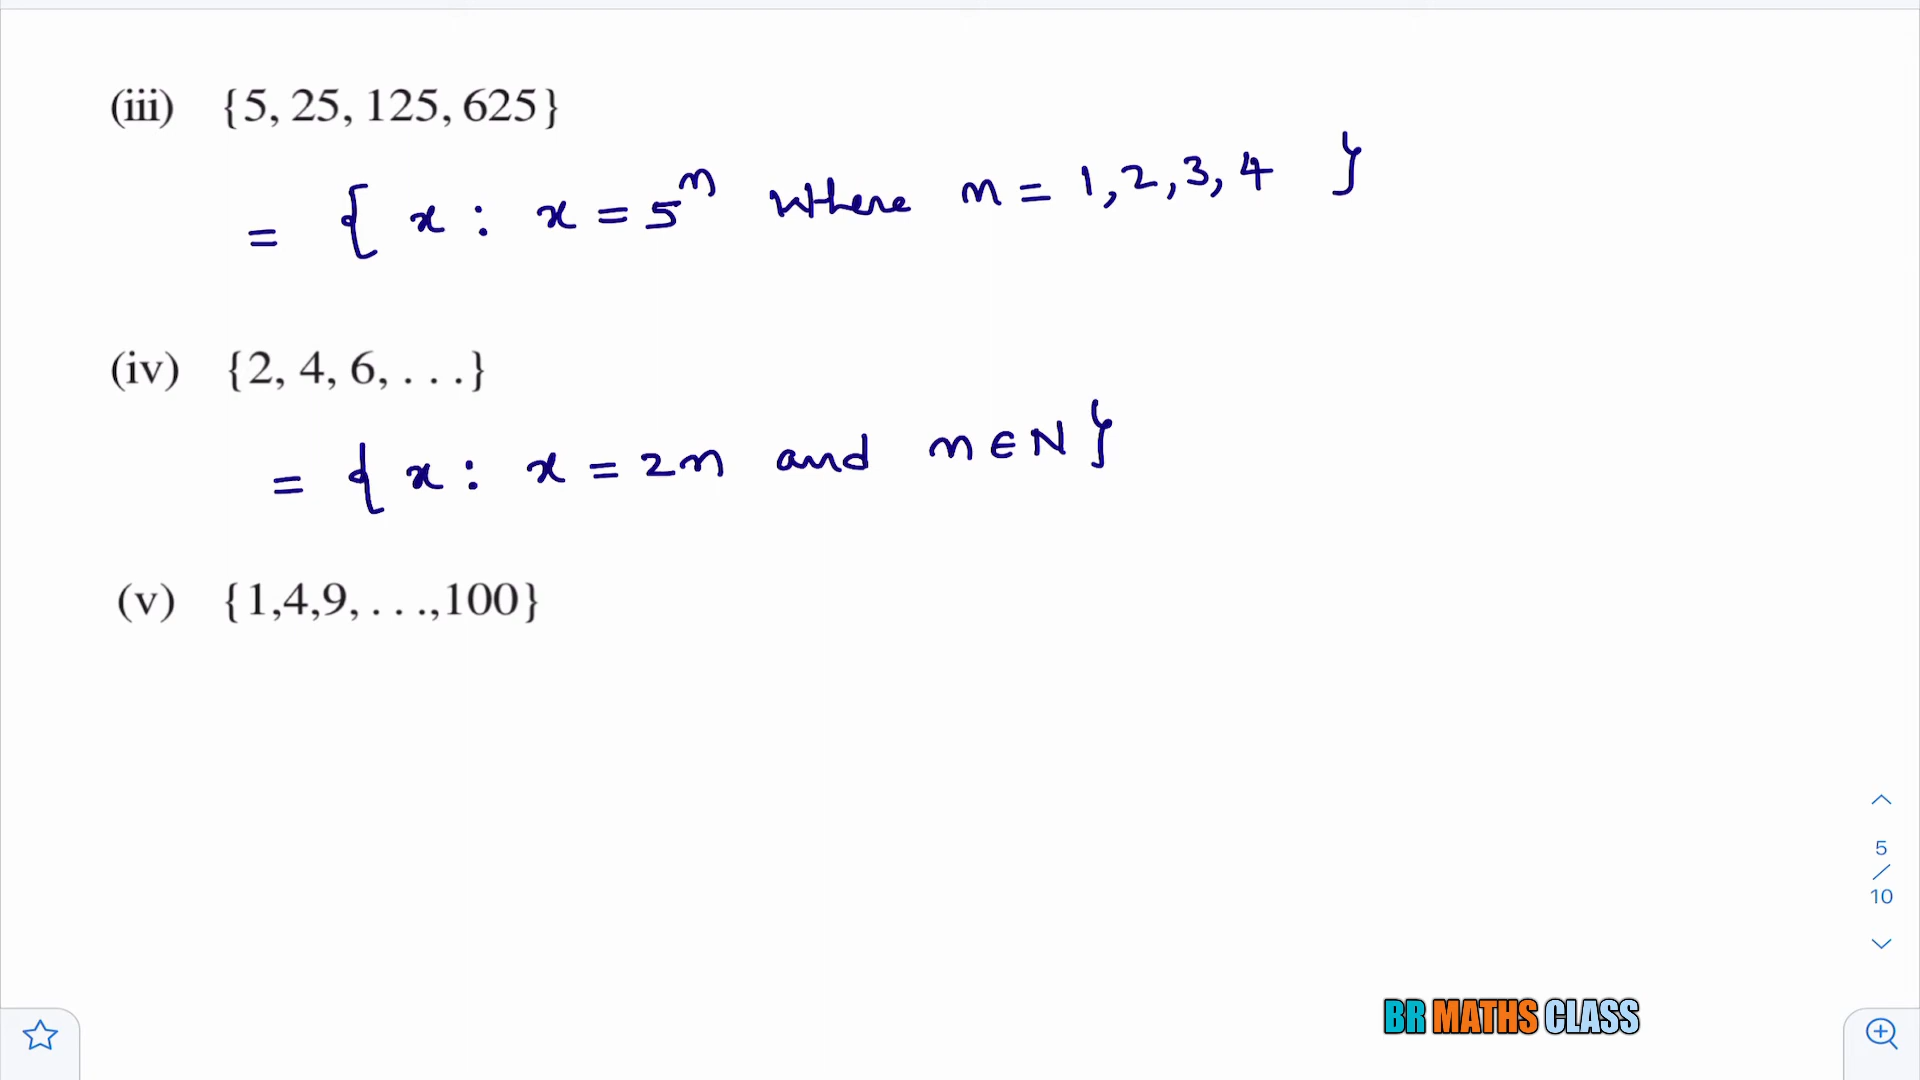 (iii) {5, 25, 125, 625}
= { x : x = 5ⁿ where n = 1, 2, 3, 4 }
(iv) {2, 4, 6, . . .}
= { x : x = 2n and n ∈ N }
(v) {1,4,9, . . .,100}
5
/
10
BR MATHS CLASS